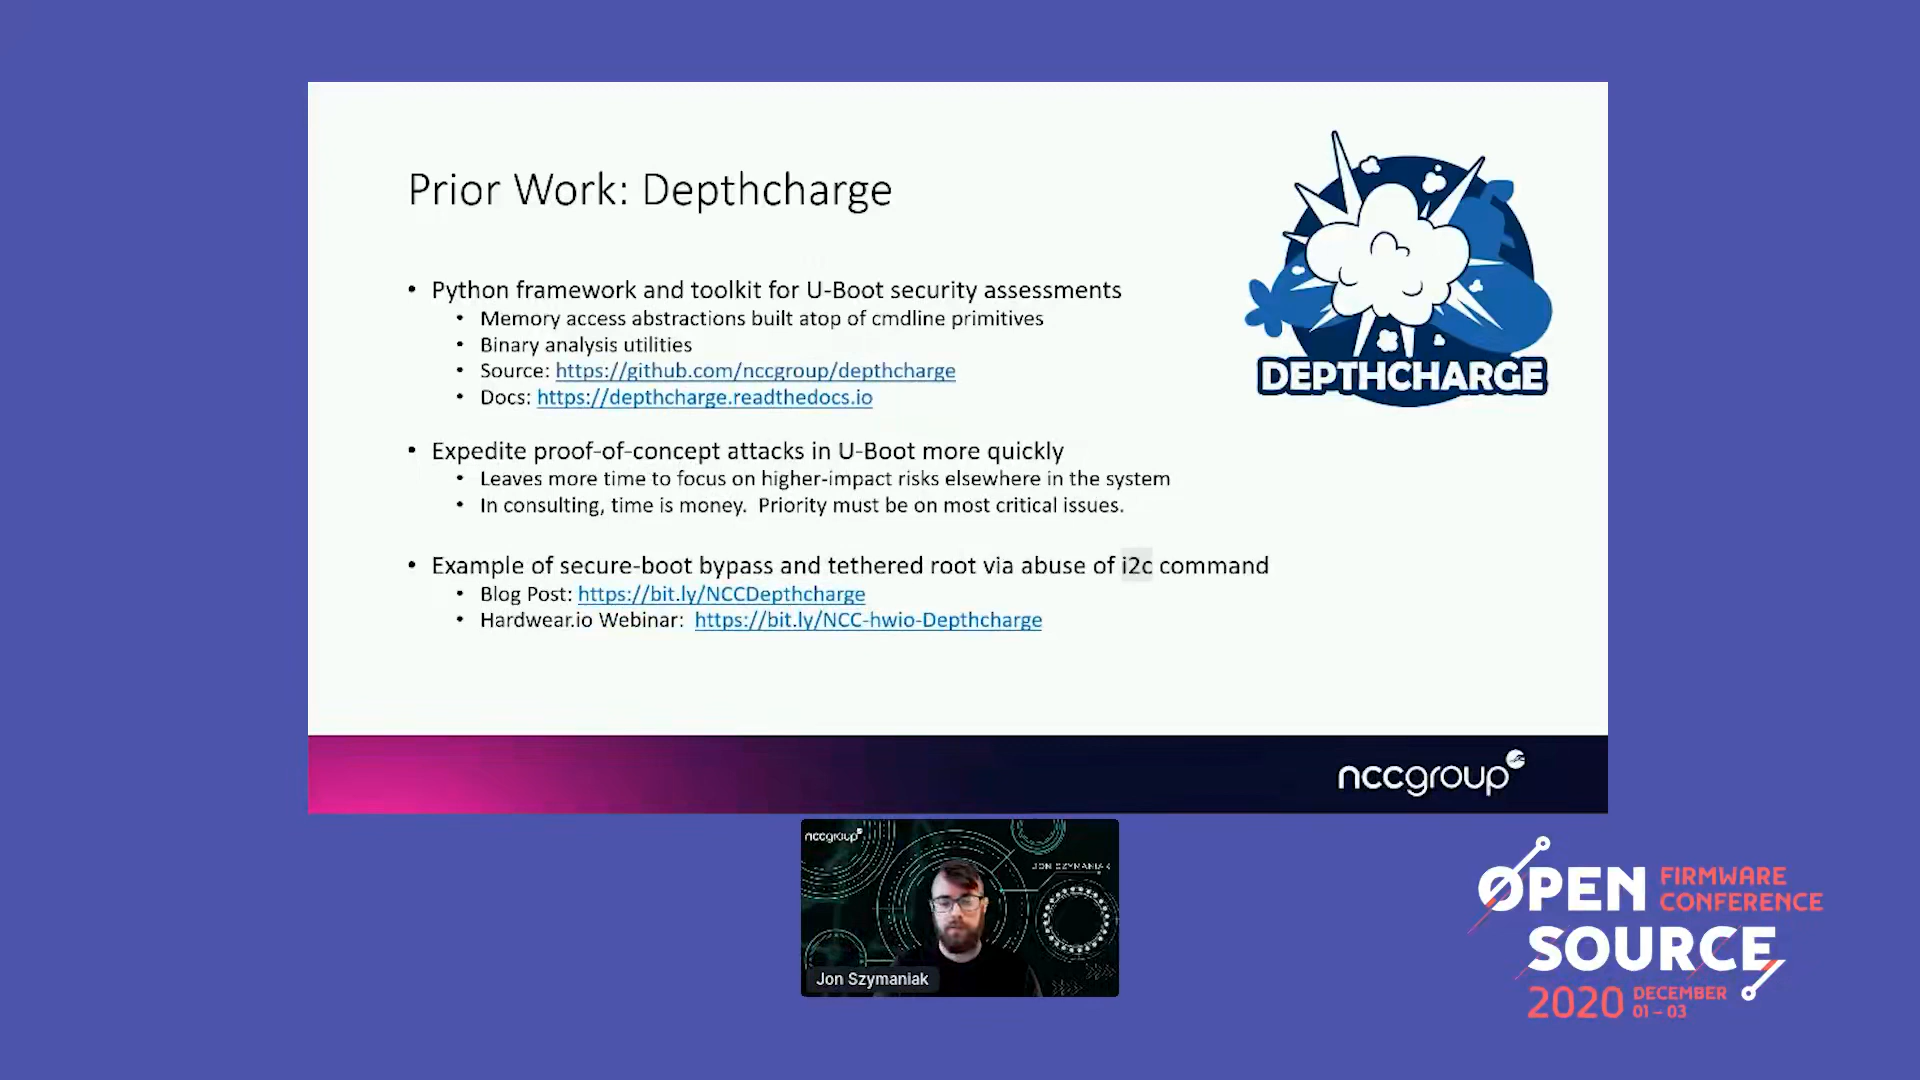 Prior Work: Depthcharge
DEPTHCHARGE
• Python framework and toolkit for U-Boot security assessments
• Memory access abstractions built atop of cmdline primitives
• Binary analysis utilities
• Source: https://github.com/nccgroup/depthcharge
• Docs: https://depthcharge.readthedocs.io
• Expedite proof-of-concept attacks in U-Boot more quickly
• Leaves more time to focus on higher-impact risks elsewhere in the system
• In consulting, time is money.  Priority must be on most critical issues.
• Example of secure-boot bypass and tethered root via abuse of i2c command
• Blog Post: https://bit.ly/NCCDepthcharge
• Hardwear.io Webinar:  https://bit.ly/NCC-hwio-Depthcharge
nccgroup
nccgroup
JON SZYMANIAK
Jon Szymaniak
OPEN FIRMWARE
CONFERENCE
SOURCE
2020 DECEMBER
01 – 03